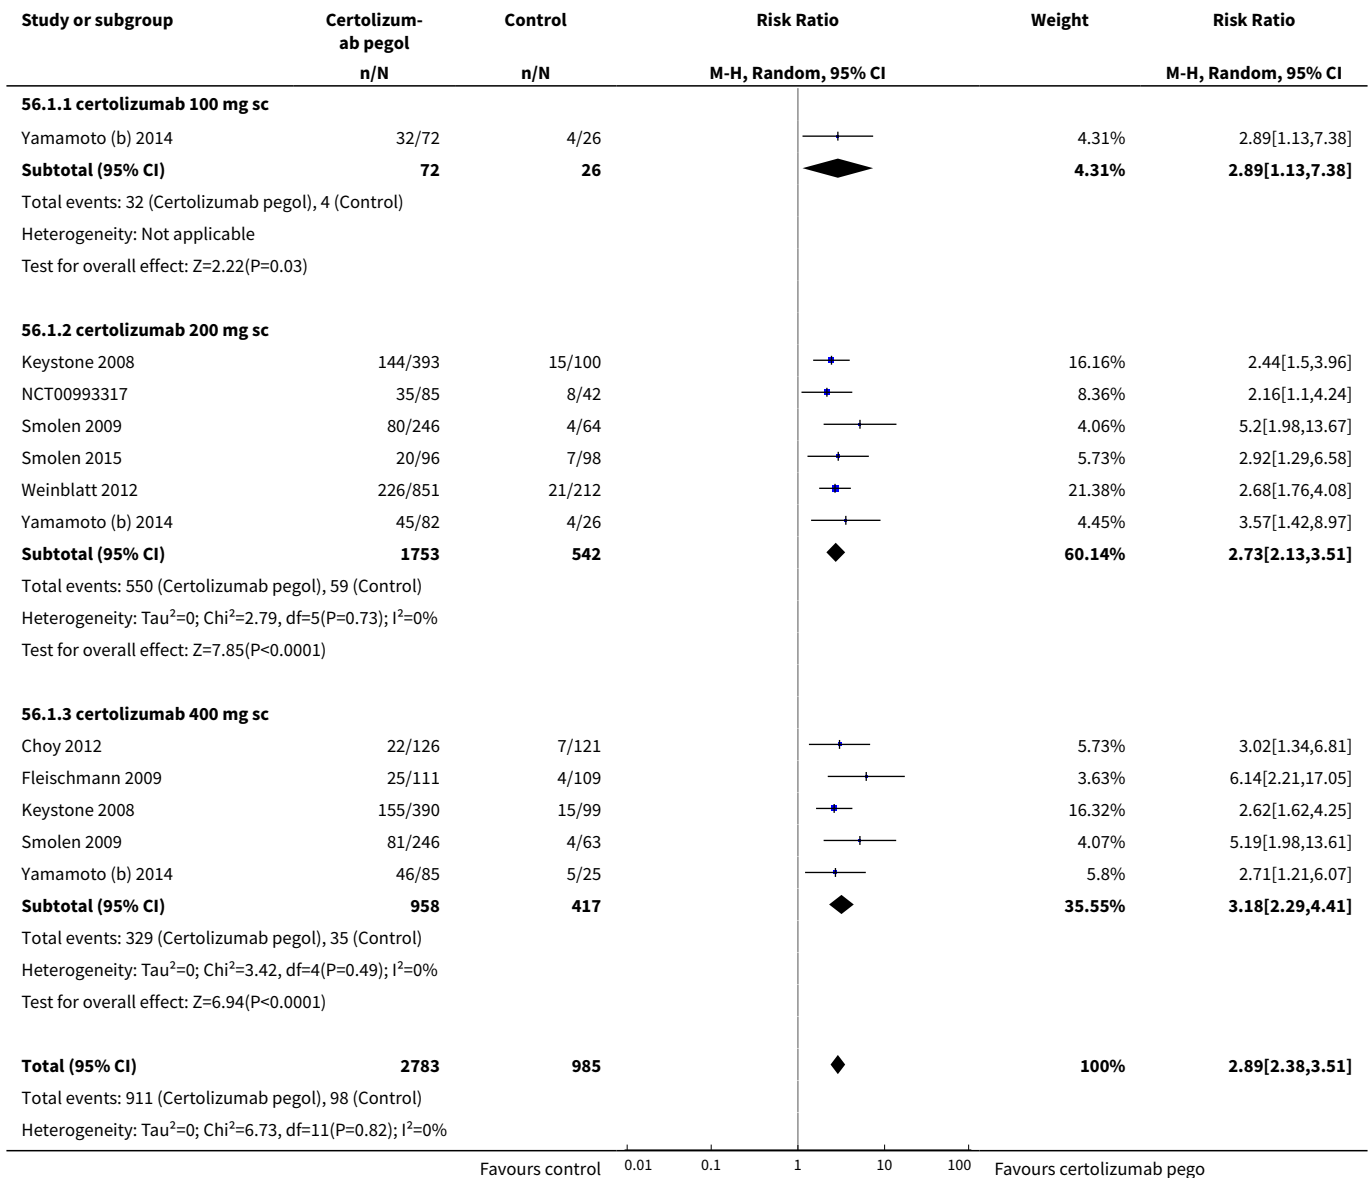 Study or subgroup Certolizum- Control Risk Ratio Weight Risk Ratio
ab pegol
n/N n/N M-H, Random, 95% CI M-H, Random, 95% CI
56.1.1 certolizumab 100 mg sc
Yamamoto (b) 2014 32/72 4/26 4.31% 2.89[1.13,7.38]
Subtotal (95% CI) 72 26 4.31% 2.89[1.13,7.38]
Total events: 32 (Certolizumab pegol), 4 (Control)
Heterogeneity: Not applicable
Test for overall effect: Z=2.22(P=0.03)
56.1.2 certolizumab 200 mg sc
Keystone 2008 144/393 15/100 16.16% 2.44[1.5,3.96]
NCT00993317 35/85 8/42 8.36% 2.16[1.1,4.24]
Smolen 2009 80/246 4/64 4.06% 5.2[1.98,13.67]
Smolen 2015 20/96 7/98 5.73% 2.92[1.29,6.58]
Weinblatt 2012 226/851 21/212 21.38% 2.68[1.76,4.08]
Yamamoto (b) 2014 45/82 4/26 4.45% 3.57[1.42,8.97]
Subtotal (95% CI) 1753 542 60.14% 2.73[2.13,3.51]
Total events: 550 (Certolizumab pegol), 59 (Control)
Heterogeneity: Tau²=0; Chi²=2.79, df=5(P=0.73); I²=0%
Test for overall effect: Z=7.85(P<0.0001)
56.1.3 certolizumab 400 mg sc
Choy 2012 22/126 7/121 5.73% 3.02[1.34,6.81]
Fleischmann 2009 25/111 4/109 3.63% 6.14[2.21,17.05]
Keystone 2008 155/390 15/99 16.32% 2.62[1.62,4.25]
Smolen 2009 81/246 4/63 4.07% 5.19[1.98,13.61]
Yamamoto (b) 2014 46/85 5/25 5.8% 2.71[1.21,6.07]
Subtotal (95% CI) 958 417 35.55% 3.18[2.29,4.41]
Total events: 329 (Certolizumab pegol), 35 (Control)
Heterogeneity: Tau²=0; Chi²=3.42, df=4(P=0.49); I²=0%
Test for overall effect: Z=6.94(P<0.0001)
Total (95% CI) 2783 985 100% 2.89[2.38,3.51]
Total events: 911 (Certolizumab pegol), 98 (Control)
Heterogeneity: Tau²=0; Chi²=6.73, df=11(P=0.82); I²=0%
Favours control 0.01 0.1 1 10 100 Favours certolizumab pego